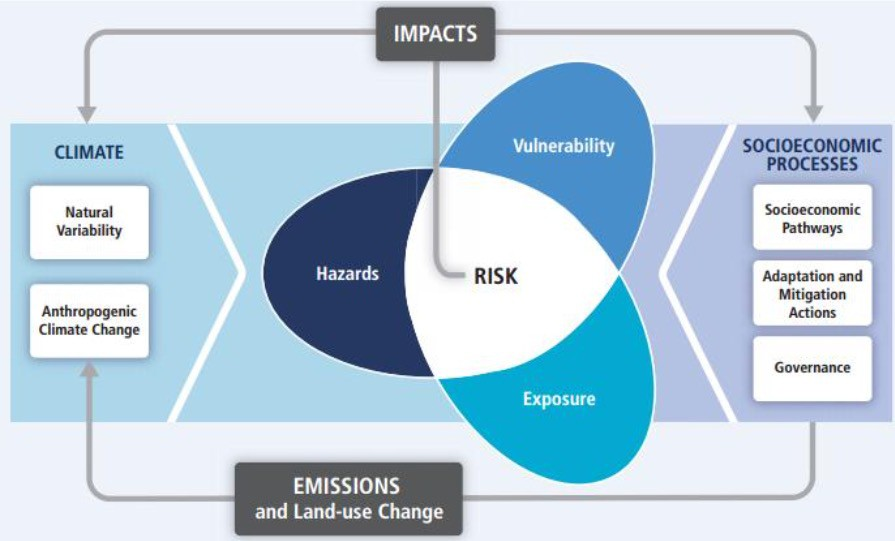 IMPACTS
CLIMATE
Natural
Variability
Anthropogenic
Climate Change
Vulnerability
Hazards
RISK
Exposure
SOCIOECONOMIC
PROCESSES
Socioeconomic
Pathways
Adaptation and
Mitigation
Actions
Governance
EMISSIONS
and Land-use Change